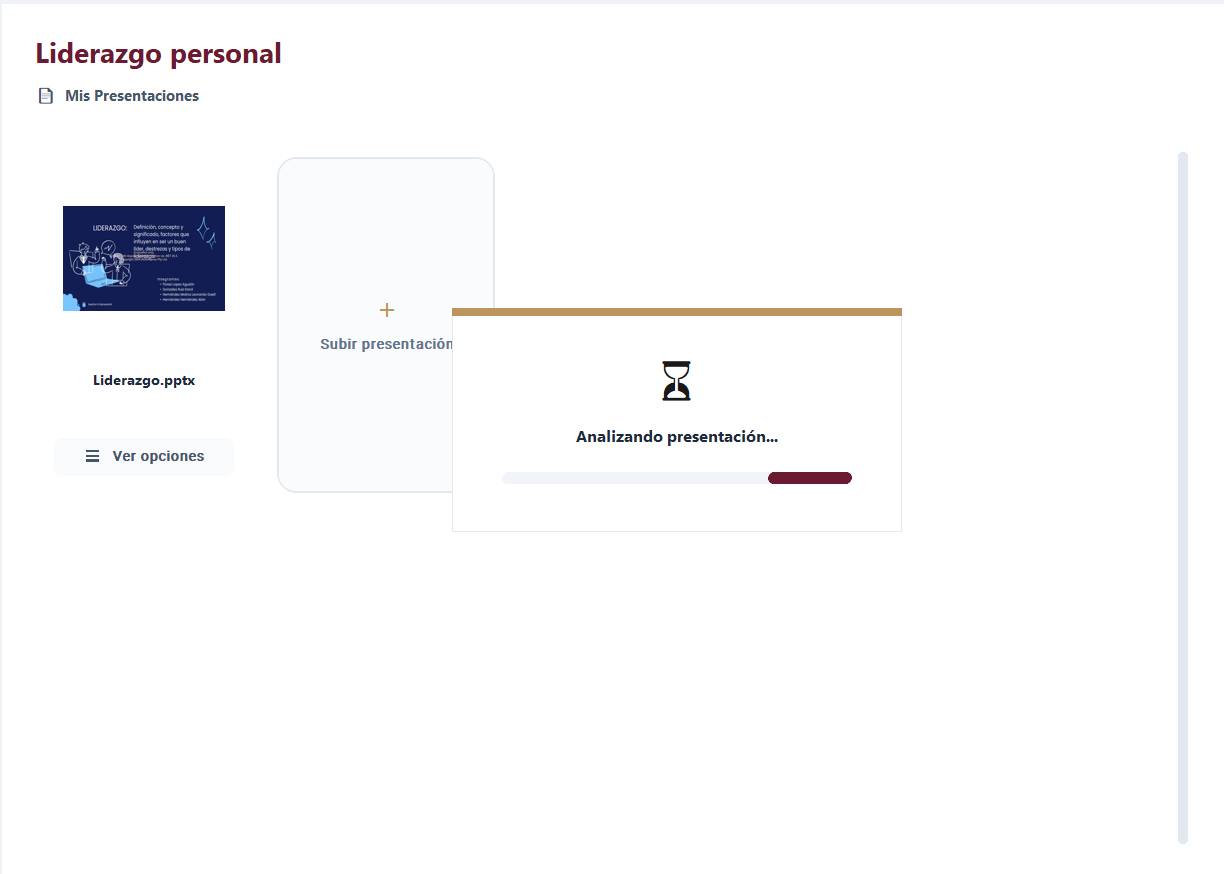 Liderazgo personal
Mis Presentaciones
LIDERAZGO:
Definición, concepto y
significado, factores que
influyen en ser un buen
líder, destrezas y tipos de
liderazgo
Integrantes
Liderazgo.pptx
Ver opciones
+
Subir presentación
Analizando presentación...